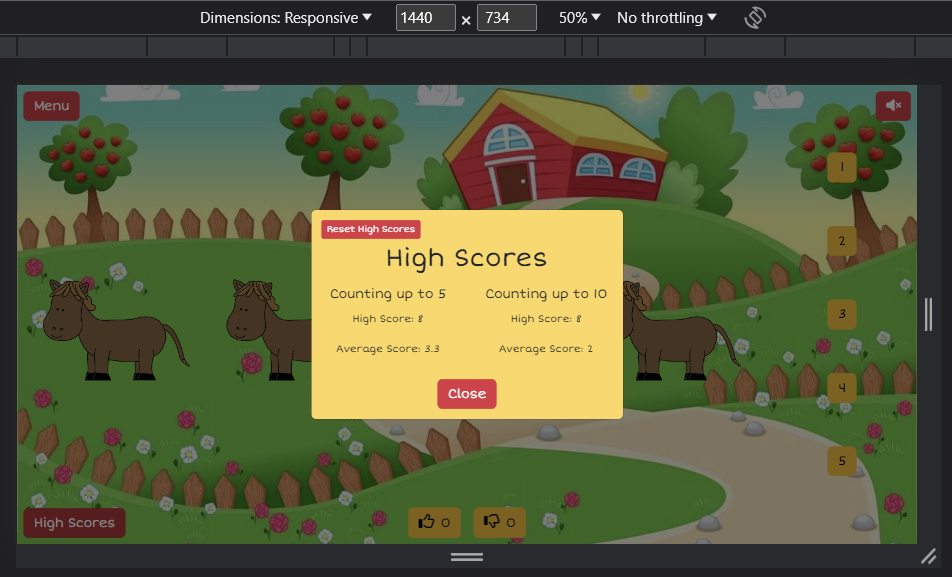 Dimensions: Responsive 1440 × 734 50% No throttling
Menu
1
2
3
4
5
Reset High Scores
High Scores
Counting up to 5
High Score: 8
Average Score: 3.3
Counting up to 10
High Score: 8
Average Score: 2
Close
High Scores
0
0